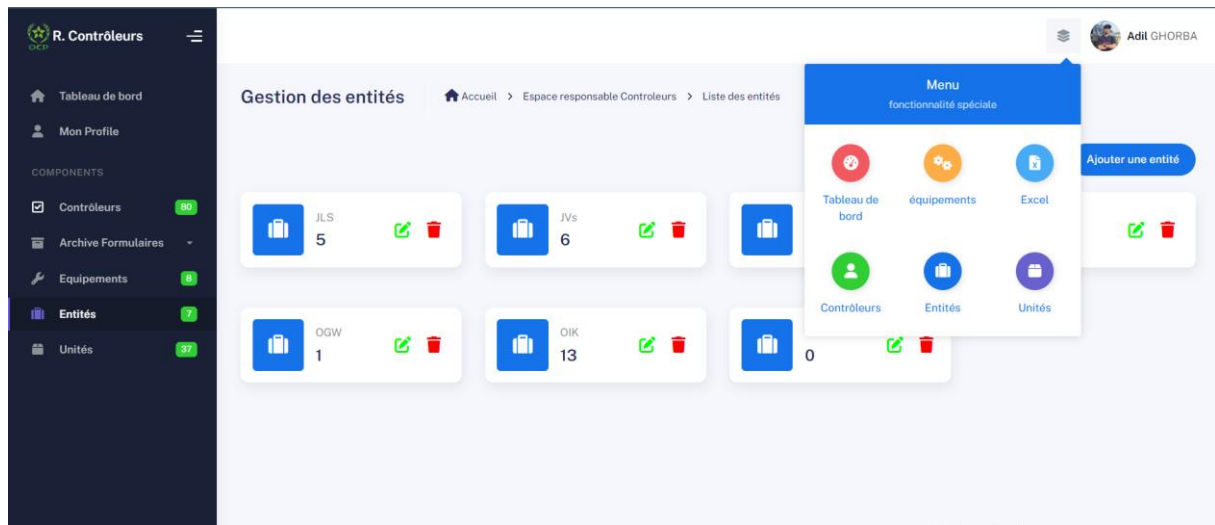 R. Contrôleurs
OCP
Adil GHORBA
Tableau de bord
Mon Profile
COMPONENTS
Contrôleurs 80
Archive Formulaires
Equipements 8
Entités 7
Unités 37
Gestion des entités
Accueil > Espace responsable Controleurs > Liste des entités
Menu
fonctionnalité spéciale
Tableau de bord
équipements
Excel
Contrôleurs
Entités
Unités
Ajouter une entité
JLS
5
JVs
6
OGW
1
OIK
13
0